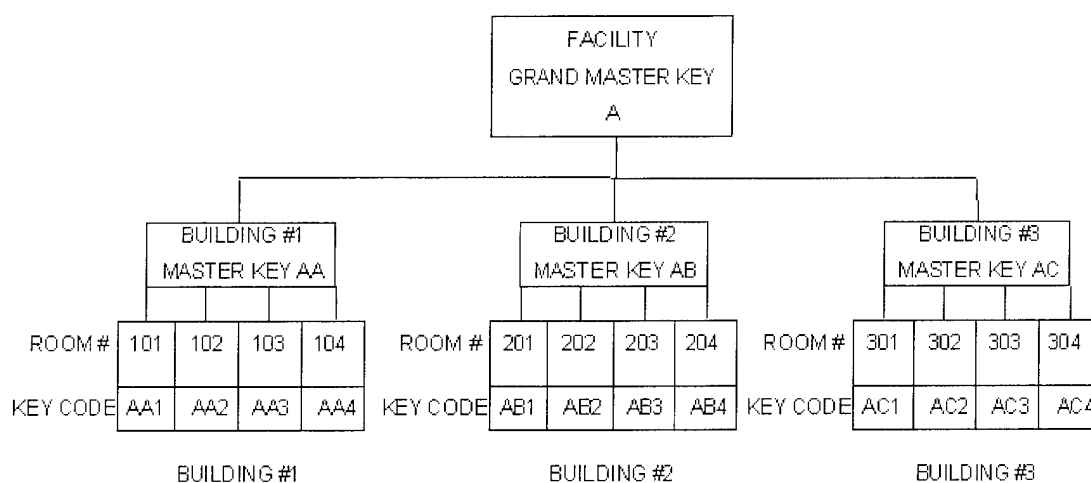 FACILITY
GRAND MASTER KEY
A
BUILDING #1
MASTER KEY AA
BUILDING #2
MASTER KEY AB
BUILDING #3
MASTER KEY AC
ROOM # 101 102 103 104
ROOM # 201 202 203 204
ROOM # 301 302 303 304
KEY CODE AA1 AA2 AA3 AA4
KEY CODE AB1 AB2 AB3 AB4
KEY CODE AC1 AC2 AC3 AC4
BUILDING #1
BUILDING #2
BUILDING #3